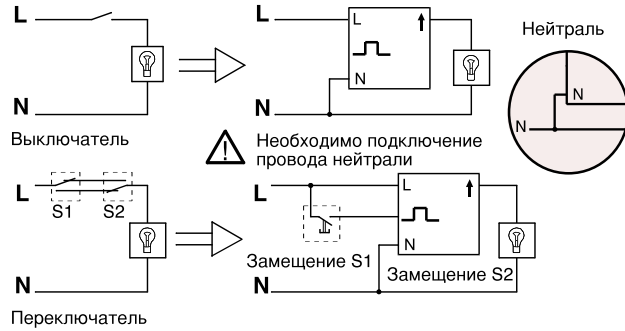 L
N
Выключатель
L
L
N
N
Нейтраль
N
N
Необходимо подключение
провода нейтрали
L
S1
S2
N
Переключатель
L
L
N
Замещение S1
Замещение S2
N